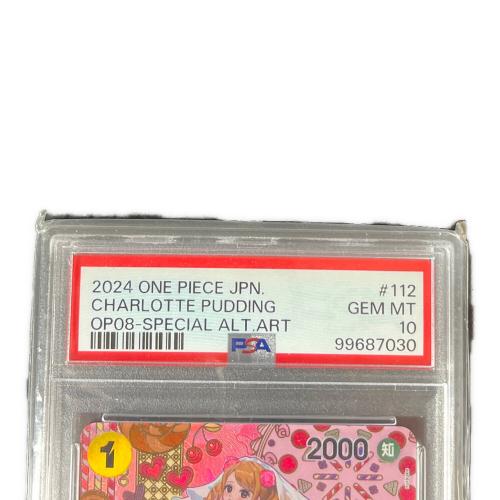 2024 ONE PIECE JPN. #112
CHARLOTTE PUDDING GEM MT
OP08-SPECIAL ALT.ART 10
PSA 99687030
1 2000 知